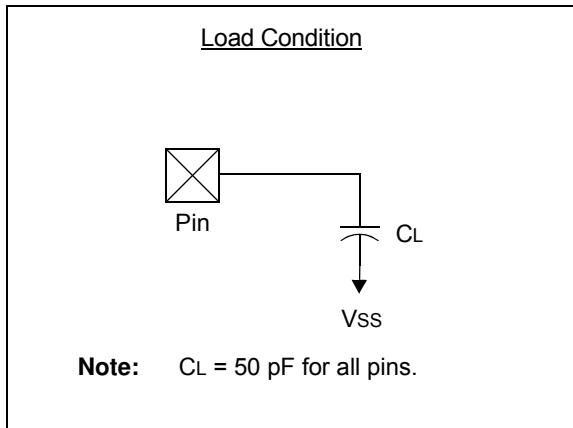 Load Condition
Pin
CL
VSS
Note: CL = 50 pF for all pins.